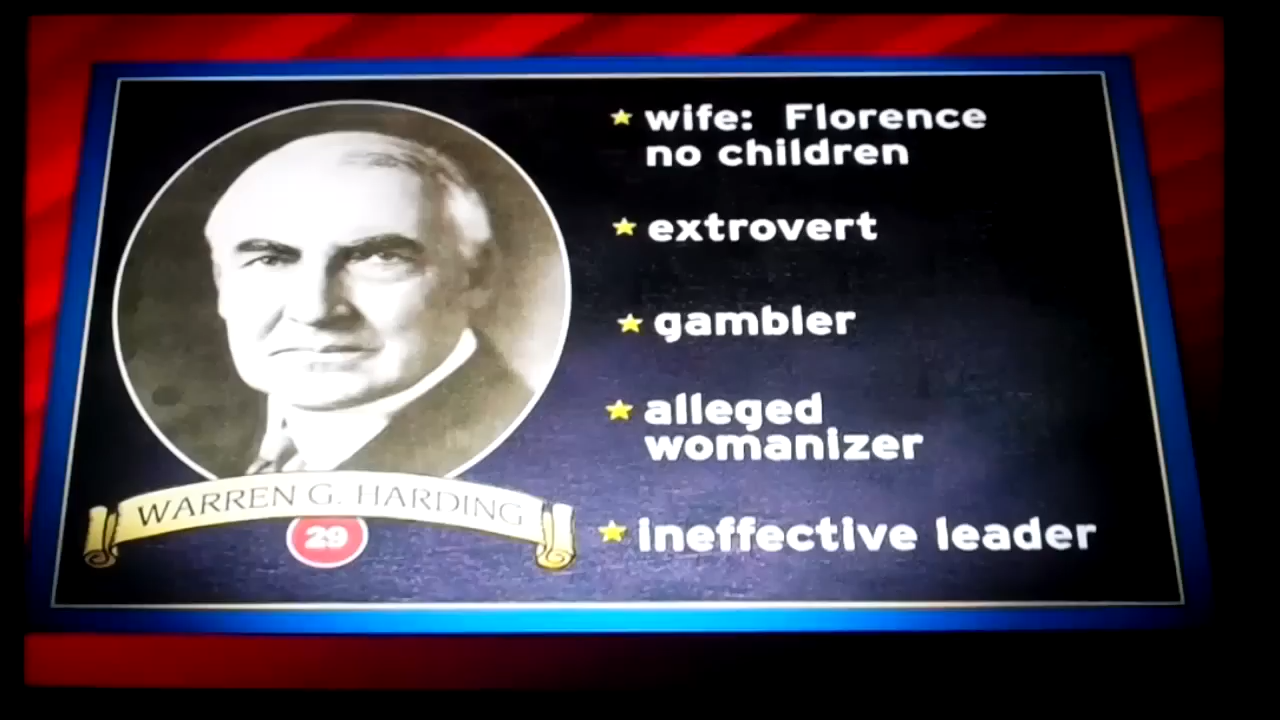 wife: Florence
no children
extrovert
gambler
alleged
womanizer
ineffective leader
WARREN G. HARDING
29